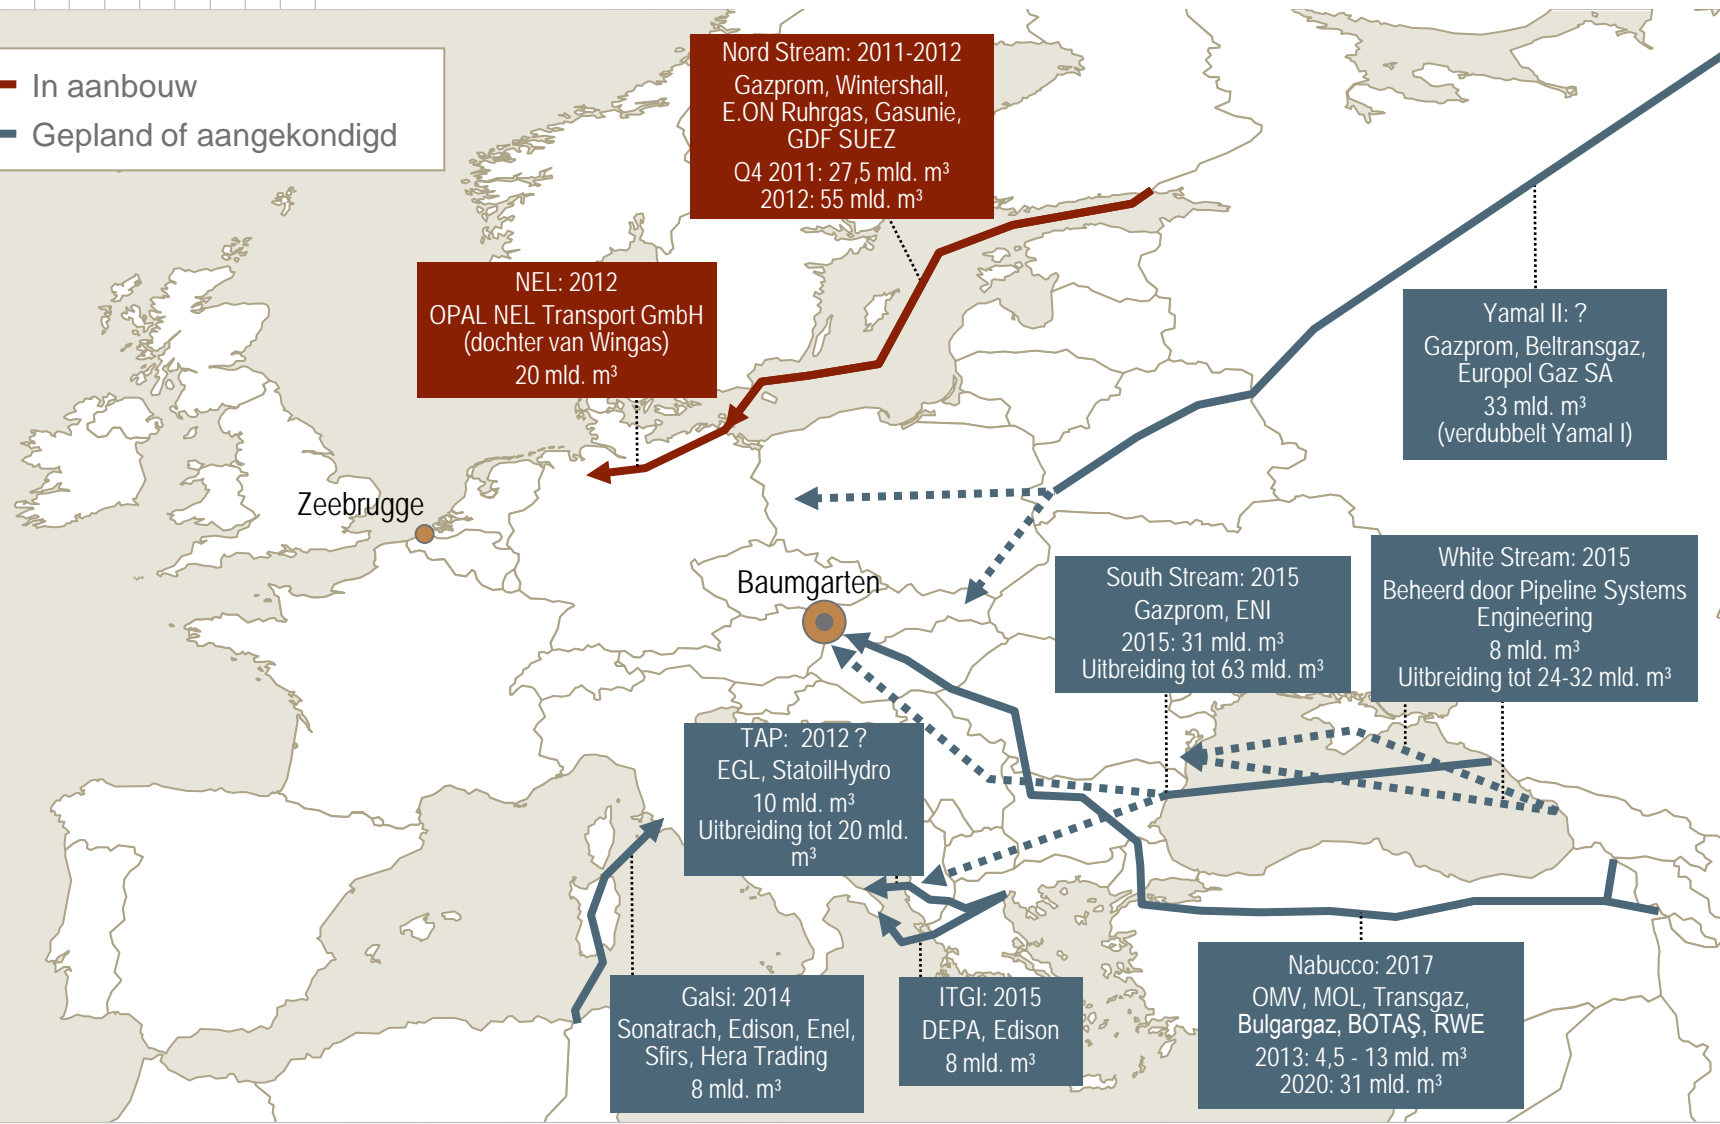 In aanbouw
Gepland of aangekondigd
Nord Stream: 2011-2012
Gazprom, Wintershall,
E.ON Ruhrgas, Gasunie,
GDF SUEZ
Q4 2011: 27,5 mld. m³
2012: 55 mld. m³
NEL: 2012
OPAL NEL Transport GmbH
(dochter van Wingas)
20 mld. m³
Yamal II: ?
Gazprom, Beltransgaz,
Europol Gaz SA
33 mld. m³
(verdubbelt Yamal I)
Zeebrugge
Baumgarten
South Stream: 2015
Gazprom, ENI
2015: 31 mld. m³
Uitbreiding tot 63 mld. m³
White Stream: 2015
Beheerd door Pipeline Systems
Engineering
8 mld. m³
Uitbreiding tot 24-32 mld. m³
TAP: 2012 ?
EGL, StatoilHydro
10 mld. m³
Uitbreiding tot 20 mld.
m³
Galsi: 2014
Sonatrach, Edison, Enel,
Sfirs, Hera Trading
8 mld. m³
ITGI: 2015
DEPA, Edison
8 mld. m³
Nabucco: 2017
OMV, MOL, Transgaz,
Bulgargaz, BOTAŞ, RWE
2013: 4,5 - 13 mld. m³
2020: 31 mld. m³